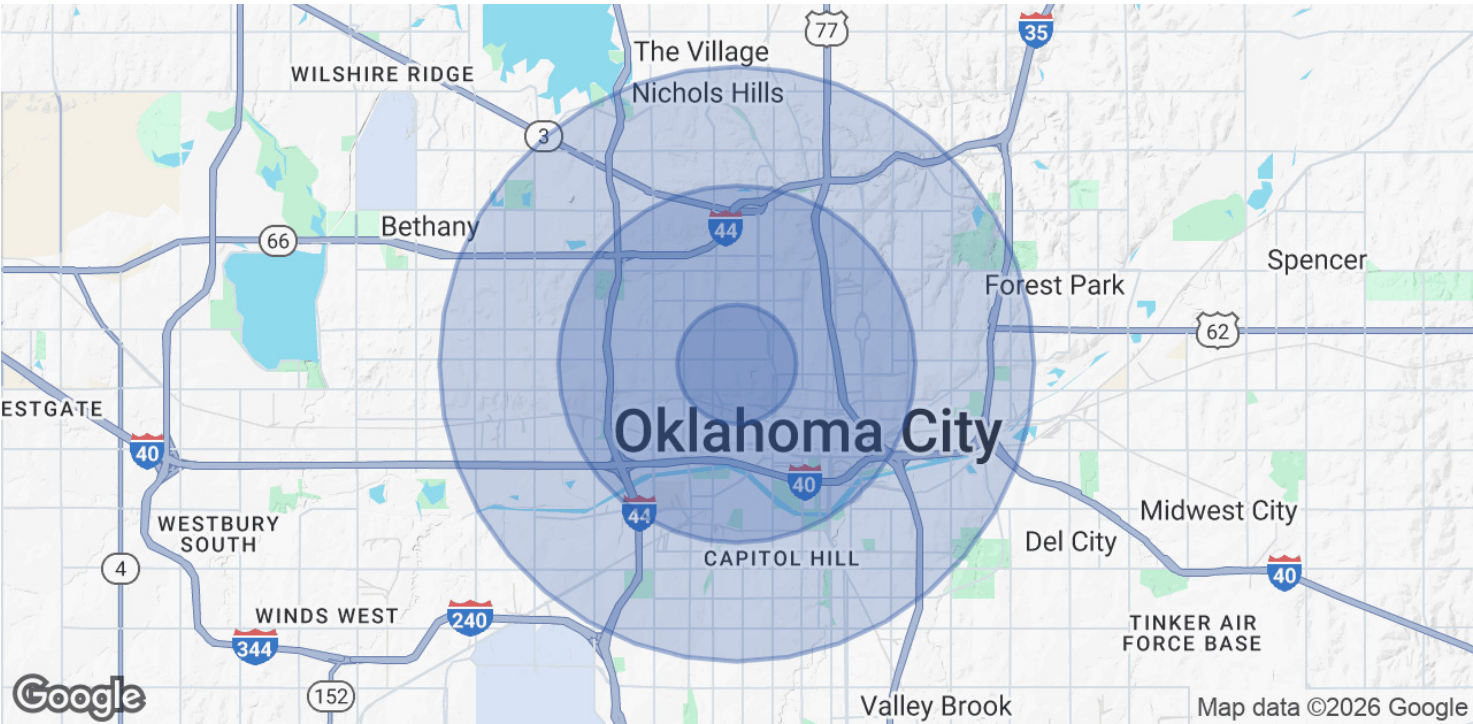 77
35
The Village
WILSHIRE RIDGE
Nichols Hills
3
Bethany
44
66
Spencer
Forest Park
62
ESTGATE
Oklahoma City
40
40
44
Midwest City
WESTBURY
SOUTH
Del City
CAPITOL HILL
4
40
WINDS WEST
240
TINKER AIR
FORCE BASE
344
152
Google
Valley Brook
Map data ©2026 Google